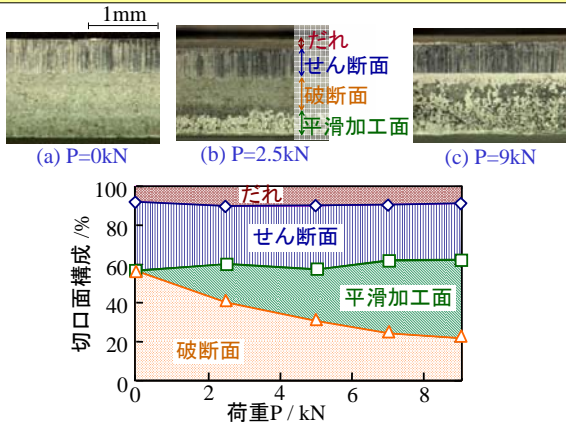 1mm
だれ
せん断面
破断面
平滑加工面
(a) P=0kN
(b) P=2.5kN
(c) P=9kN
切口面構成 /%
100
80
60
40
20
0
だれ
せん断面
平滑加工面
破断面
0
2
4
6
8
荷重P / kN